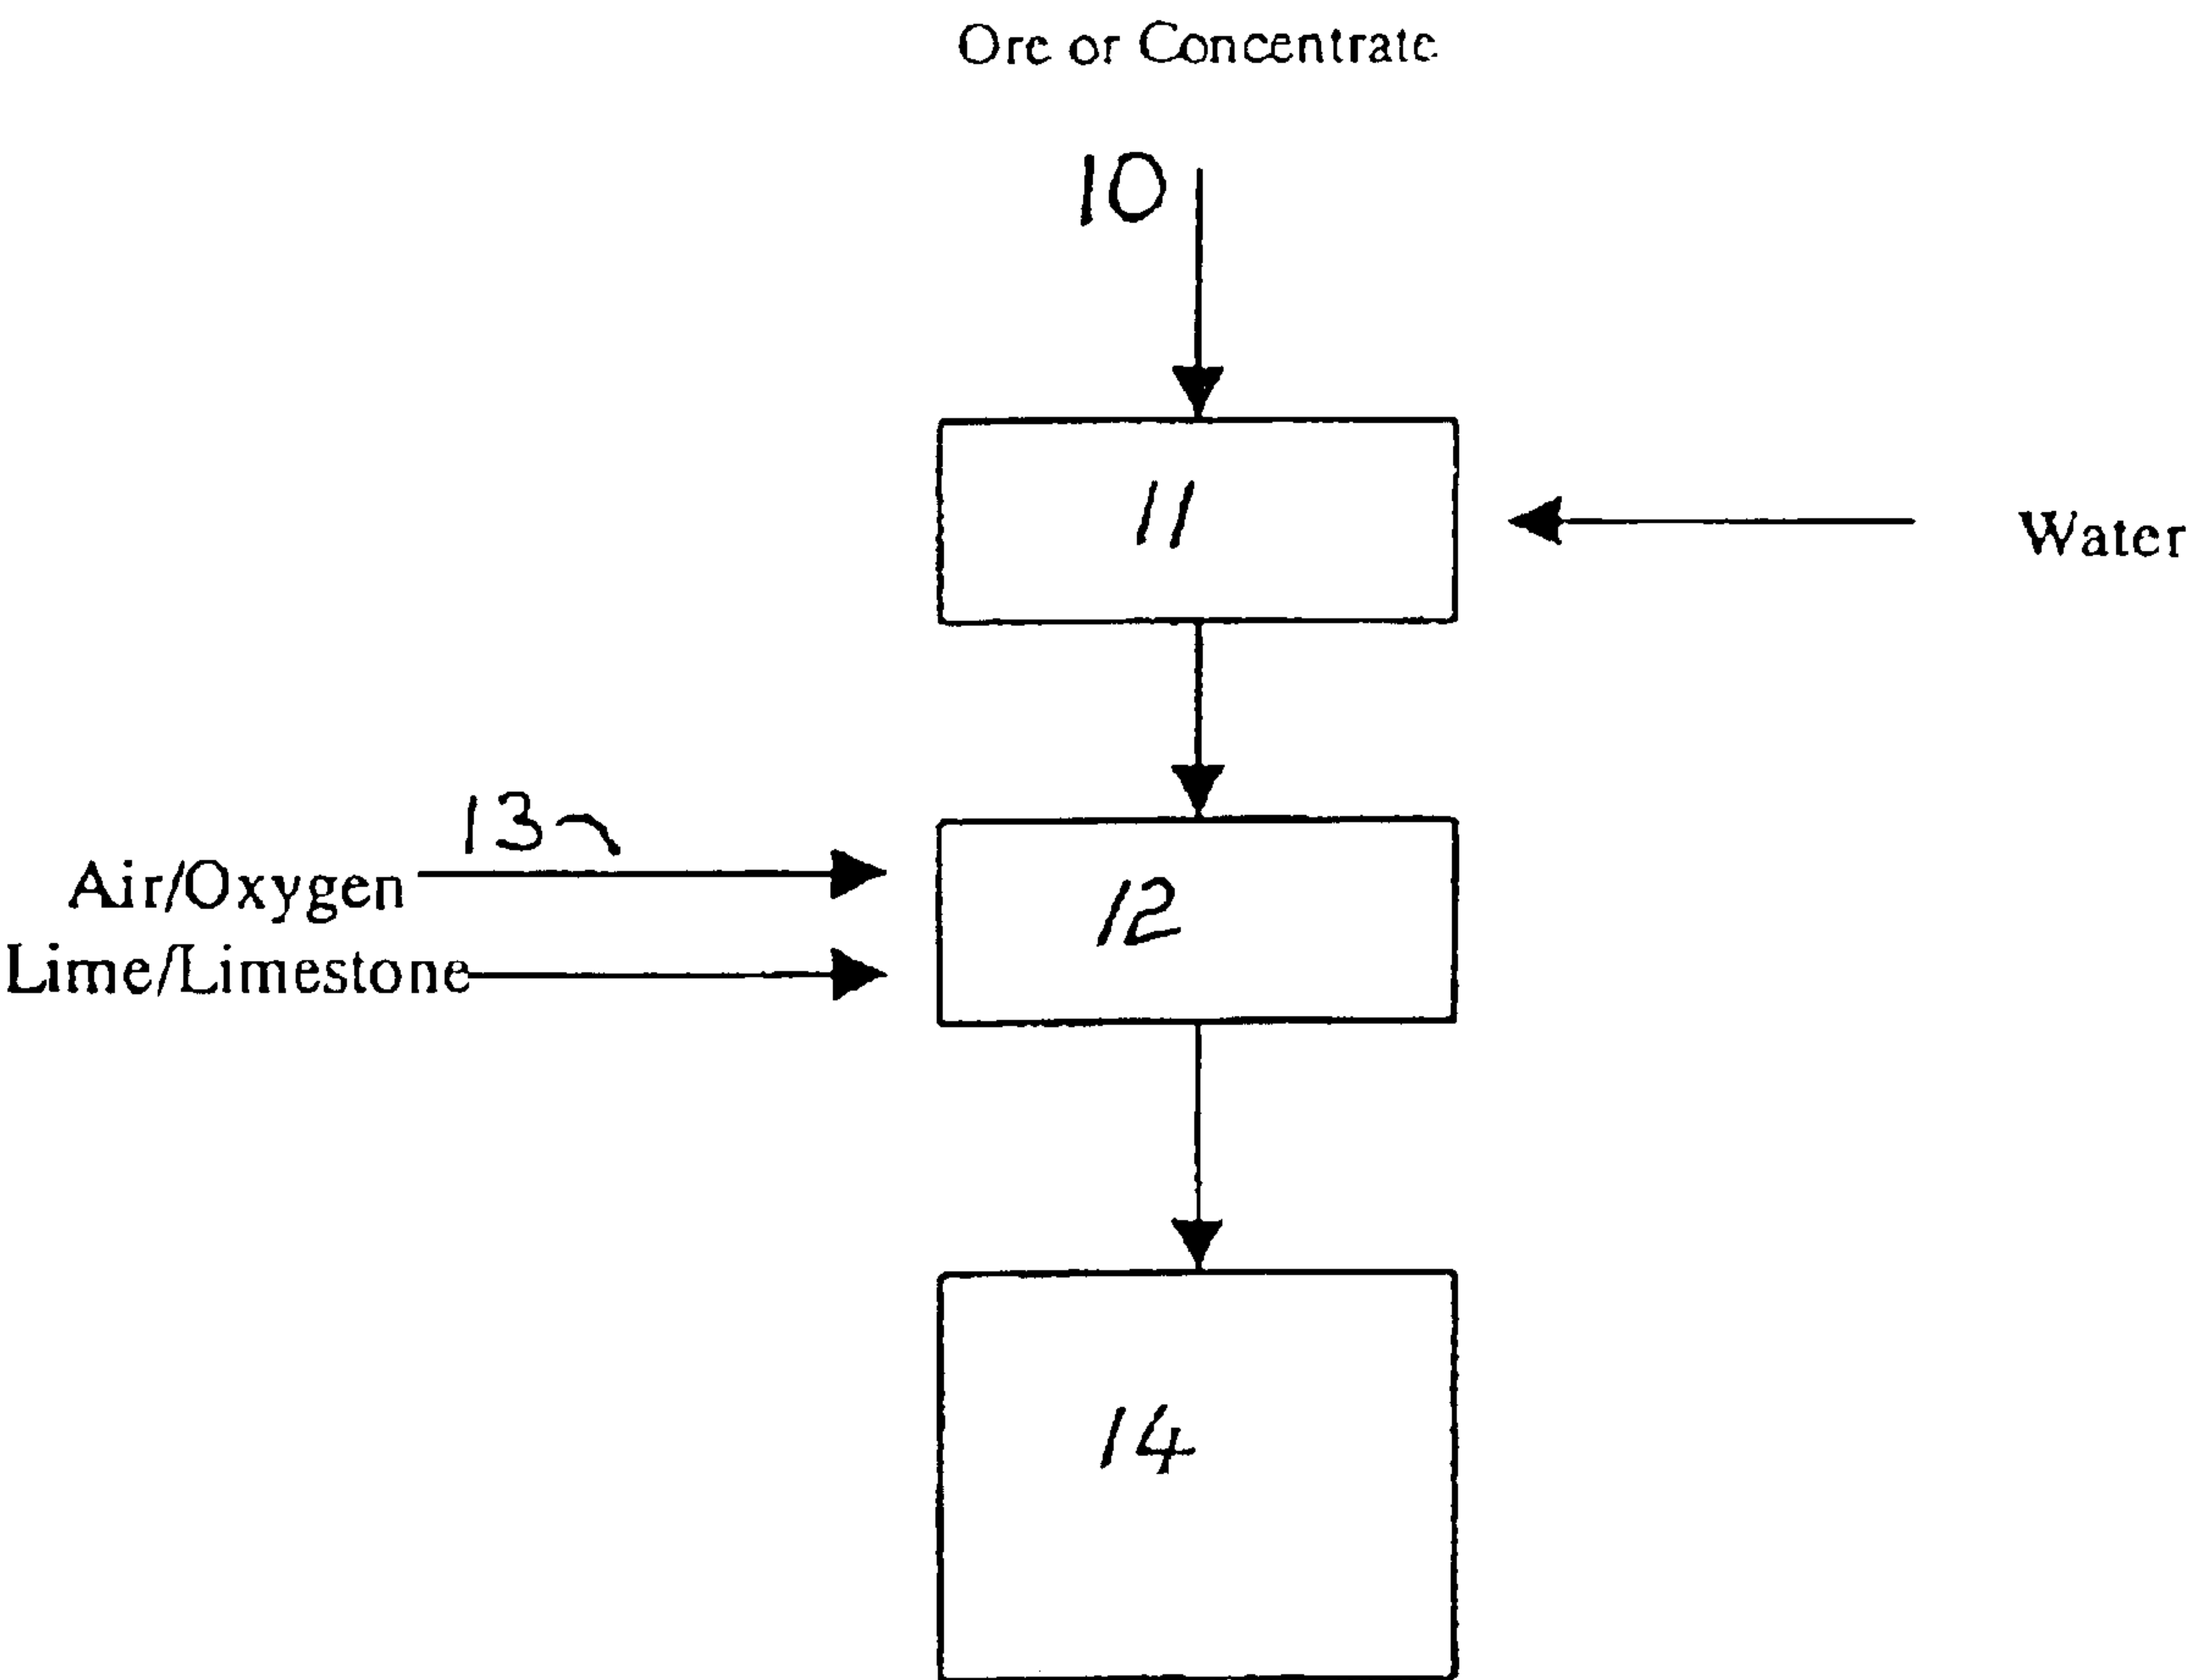 Ore or Concentrate
10
11
Water
13
Air/Oxygen
12
Lime/Limestone
14